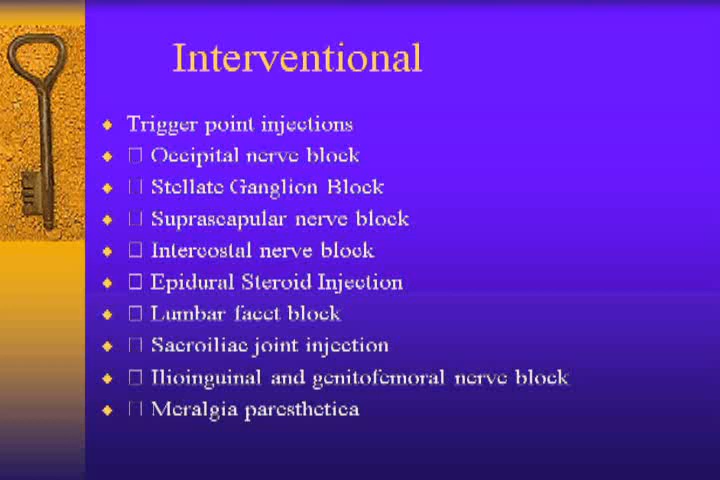 Interventional
Trigger point injections
□ Occipital nerve block
□ Stellate Ganglion Block
□ Suprascapular nerve block
□ Intercostal nerve block
□ Epidural Steroid Injection
□ Lumbar facet block
□ Sacroiliac joint injection
□ Ilioinguinal and genitofemoral nerve block
□ Meralgia paresthetica